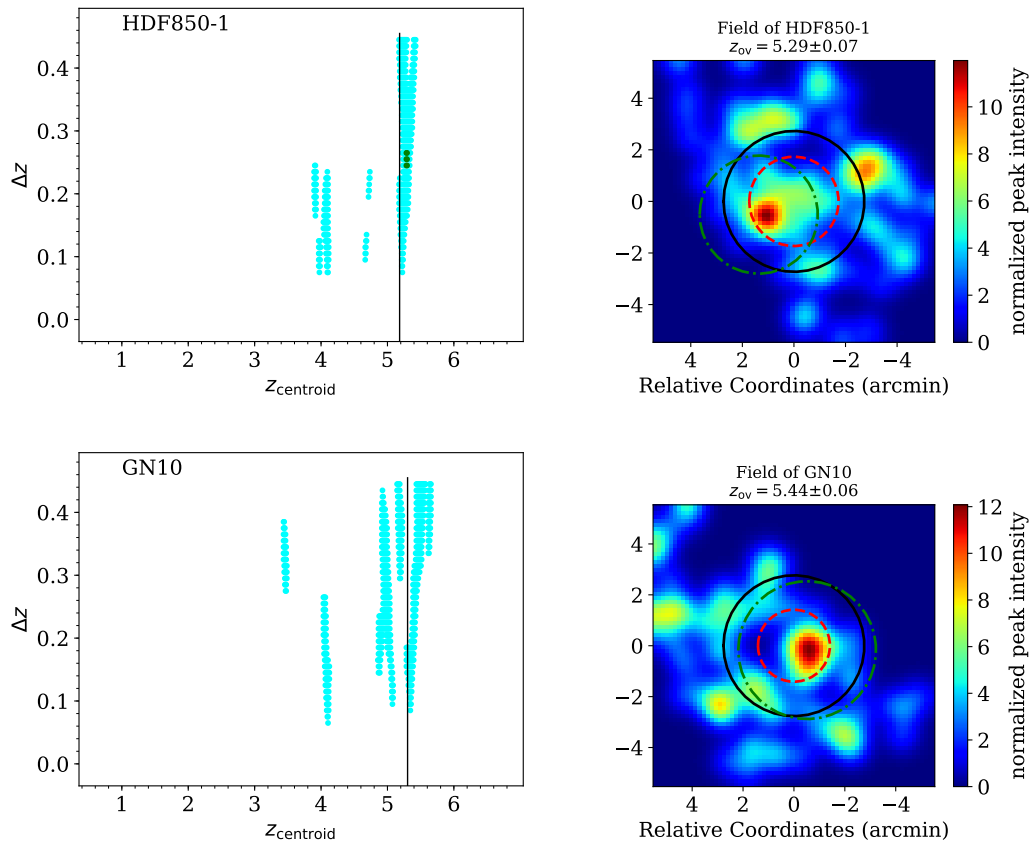 HDF850-1
0.4
0.3
0.2
0.1
0.0
Δz
1 2 3 4 5 6
z_centroid
Field of HDF850-1
z_ov = 5.29±0.07
4
2
0
−2
−4
4 2 0 −2 −4
Relative Coordinates (arcmin)
10
8
6
4
2
0
normalized peak intensity
GN10
0.4
0.3
0.2
0.1
0.0
Δz
1 2 3 4 5 6
z_centroid
Field of GN10
z_ov = 5.44±0.06
4
2
0
−2
−4
4 2 0 −2 −4
Relative Coordinates (arcmin)
12
10
8
6
4
2
0
normalized peak intensity